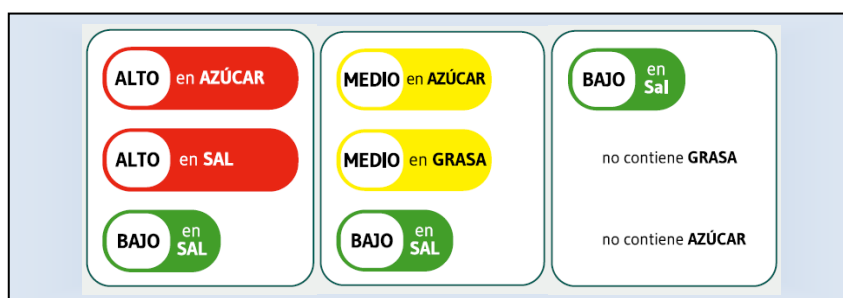 ALTO en AZÚCAR
ALTO en SAL
BAJO en
SAL
MEDIO en AZÚCAR
MEDIO en GRASA
BAJO en
SAL
BAJO en
Sal
no contiene GRASA
no contiene AZÚCAR